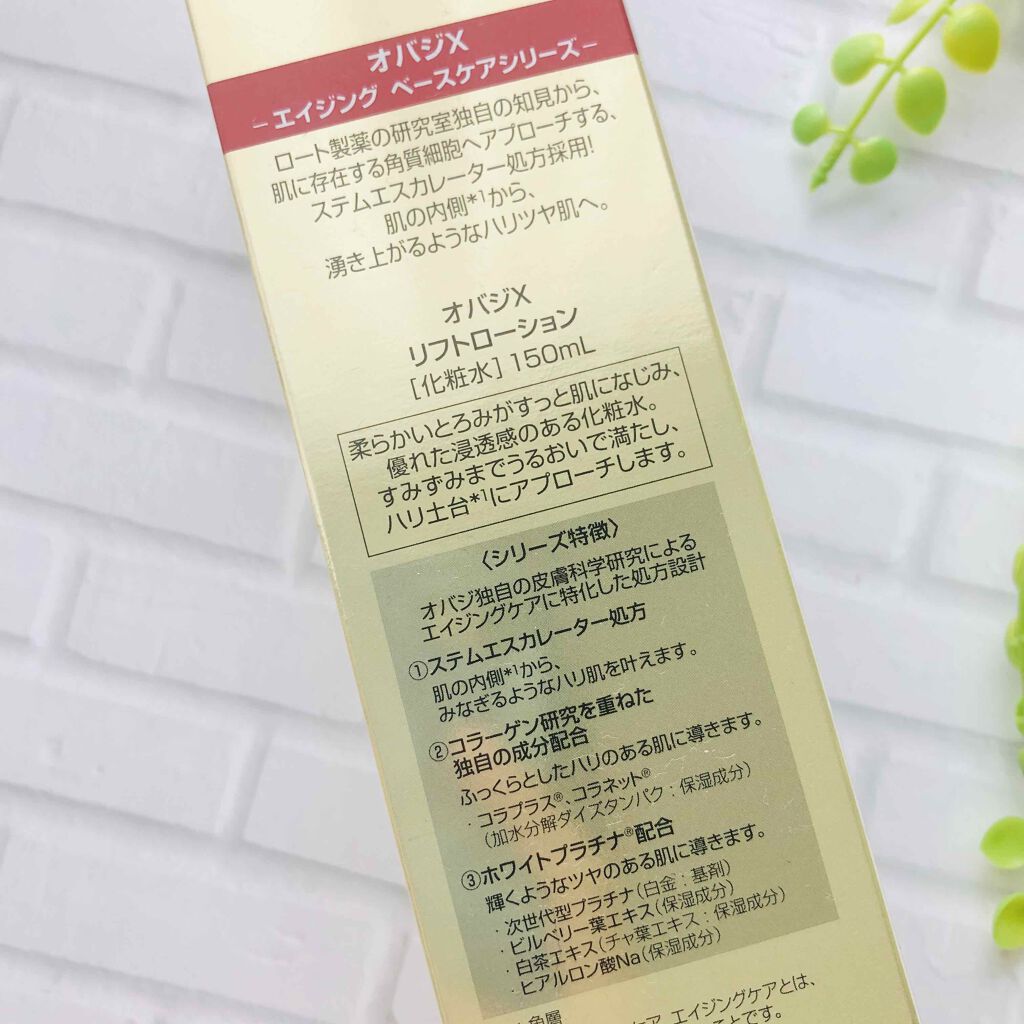 オバジX
－エイジング ベースケアシリーズ－
ロート製薬の研究室独自の知見から、
肌に存在する角質細胞へアプローチする、
ステムエスカレーター処方採用!
肌の内側*¹から、
湧き上がるようなハリツヤ肌へ。
オバジX
リフトローション
[化粧水] 150mL
柔らかいとろみがすっと肌になじみ、
優れた浸透感のある化粧水。
すみずみまでうるおいで満たし、
ハリ土台*¹にアプローチします。
〈シリーズ特徴〉
オバジ独自の皮膚科学研究による
エイジングケアに特化した処方設計
①ステムエスカレーター処方
肌の内側*¹から、
みなぎるようなハリ肌を叶えます。
②コラーゲン研究を重ねた
独自の成分配合
ふっくらとしたハリのある肌に導きます。
・コラプラス®、コラネット®
（加水分解ダイズタンパク：保湿成分）
③ホワイトプラチナ®配合
輝くようなツヤのある肌に導きます。
・次世代型プラチナ（白金：基剤）
・ビルベリー葉エキス（保湿成分）
・白茶エキス（チャ葉エキス：保湿成分）
・ヒアルロン酸Na（保湿成分）
角層
エイジングケアとは、
ことです。